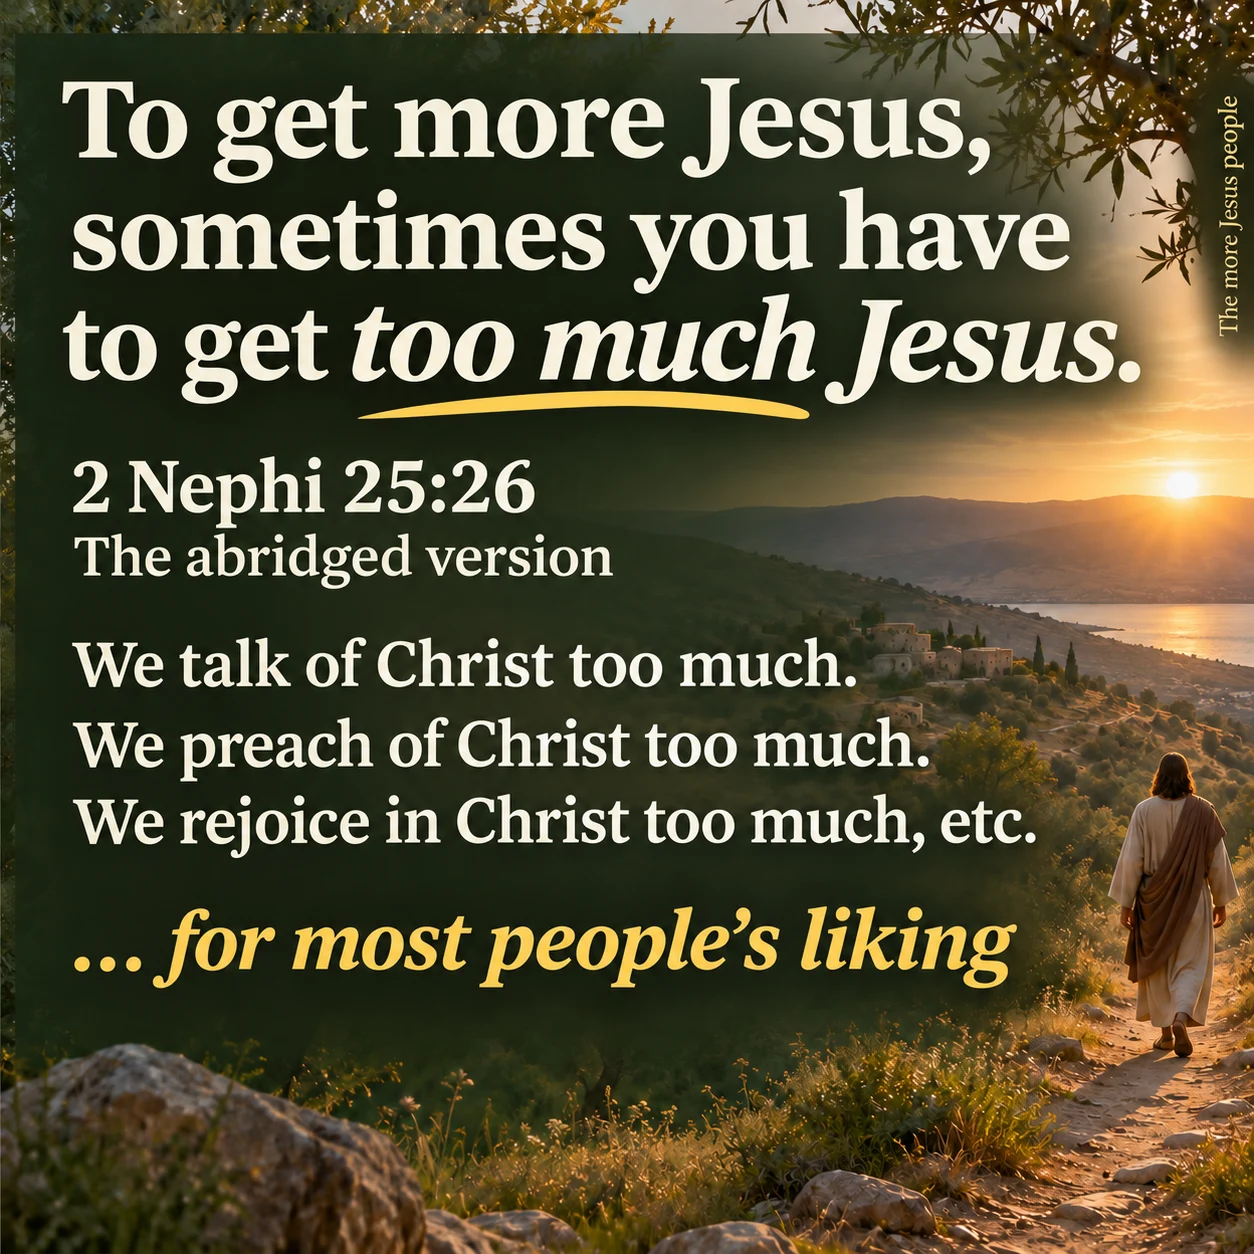 To get more Jesus,
sometimes you have
to get too much Jesus.
2 Nephi 25:26
The abridged version
We talk of Christ too much.
We preach of Christ too much.
We rejoice in Christ too much, etc.
... for most people’s liking
The more Jesus people